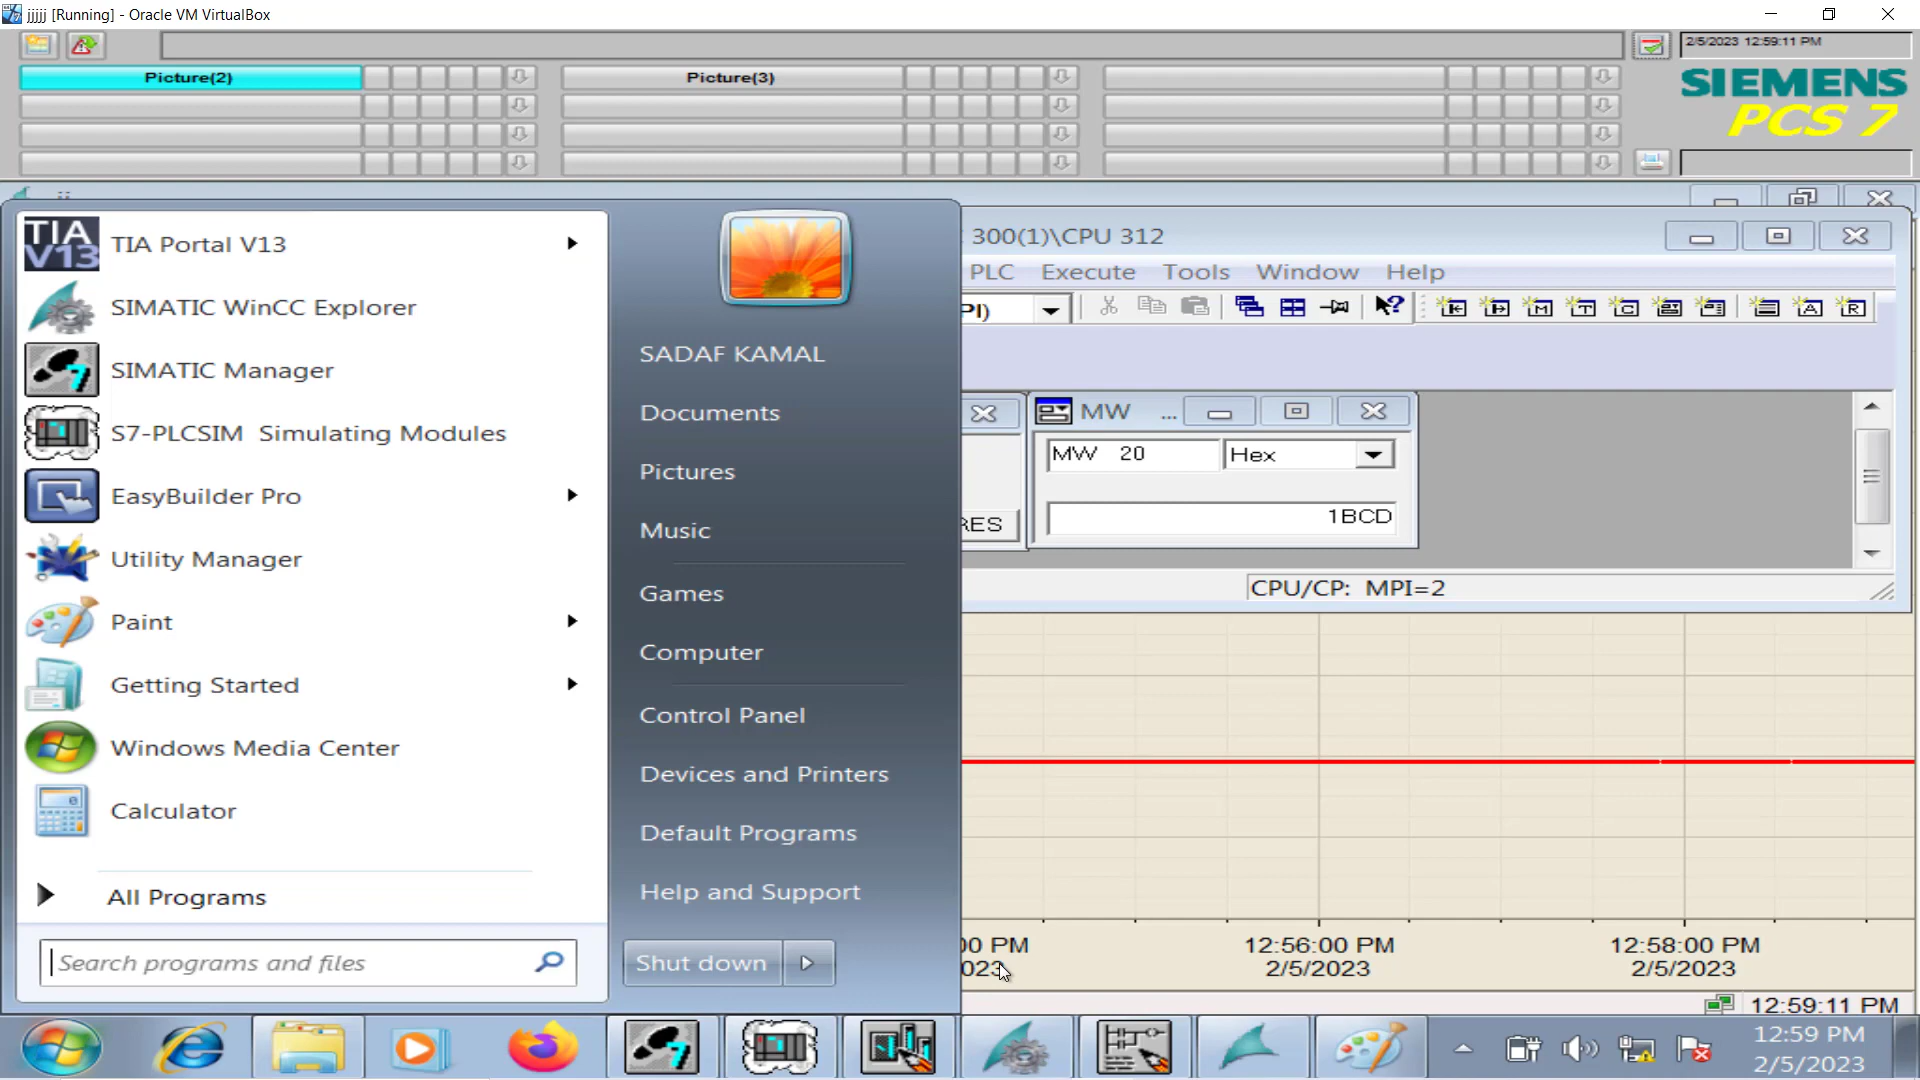 jjjjj [Running] - Oracle VM VirtualBox
2/5/2023 12:59:11 PM
Picture(2)
Picture(3)
SIEMENS
PCS 7
TIA V13
TIA Portal V13
SIMATIC WinCC Explorer
SIMATIC Manager
S7-PLCSIM Simulating Modules
EasyBuilder Pro
Utility Manager
Paint
Getting Started
Windows Media Center
Calculator
All Programs
Search programs and files
SADAF KAMAL
Documents
Pictures
Music
Games
Computer
Control Panel
Devices and Printers
Default Programs
Help and Support
Shut down
300(1)\CPU 312
PLC Execute Tools Window Help
PI)
MW ...
MW 20
Hex
1BCD
RES
CPU/CP: MPI=2
00 PM
023
12:56:00 PM
2/5/2023
12:58:00 PM
2/5/2023
12:59:11 PM
12:59 PM
2/5/2023